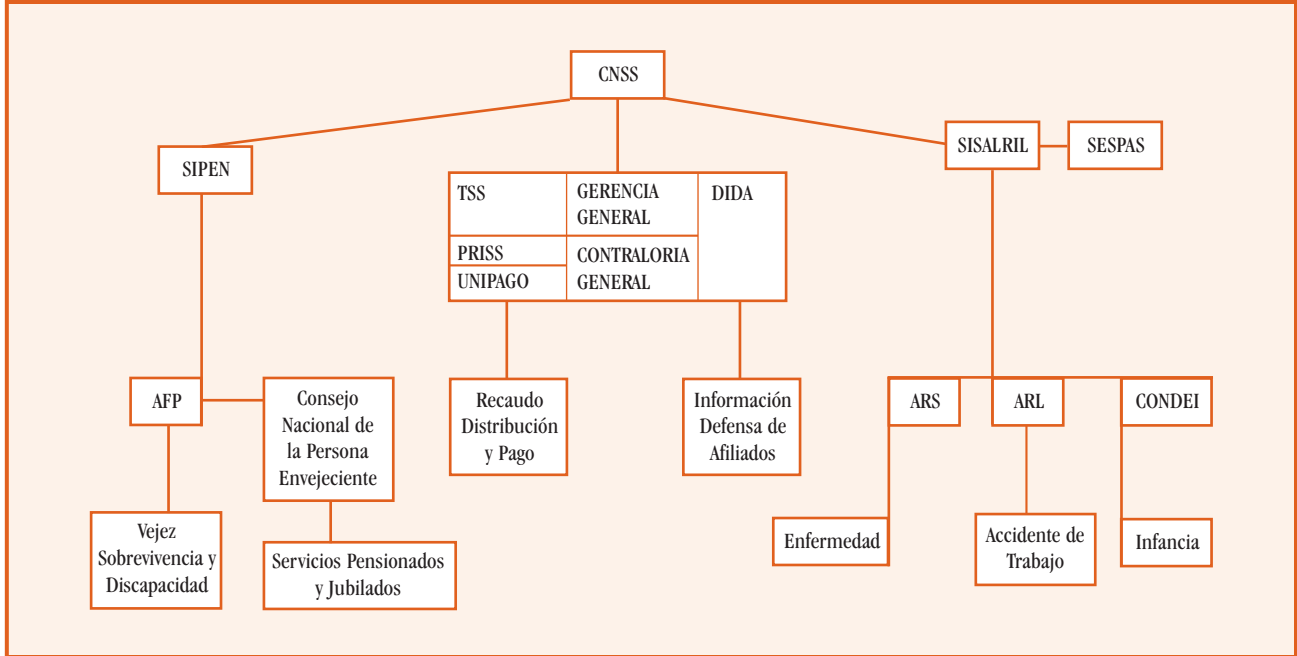 CNSS
SIPEN
SISALRIL
SESPAS
TSS
GERENCIA
GENERAL
DIDA
PRISS
CONTRALORIA
GENERAL
UNIPAGO
AFP
Consejo
Nacional de
la Persona
Envejeciente
Recaudo
Distribución
y Pago
Información
Defensa de
Afiliados
ARS
ARL
CONDEI
Vejez
Sobrevivencia y
Discapacidad
Servicios Pensionados
y Jubilados
Enfermedad
Accidente de
Trabajo
Infancia